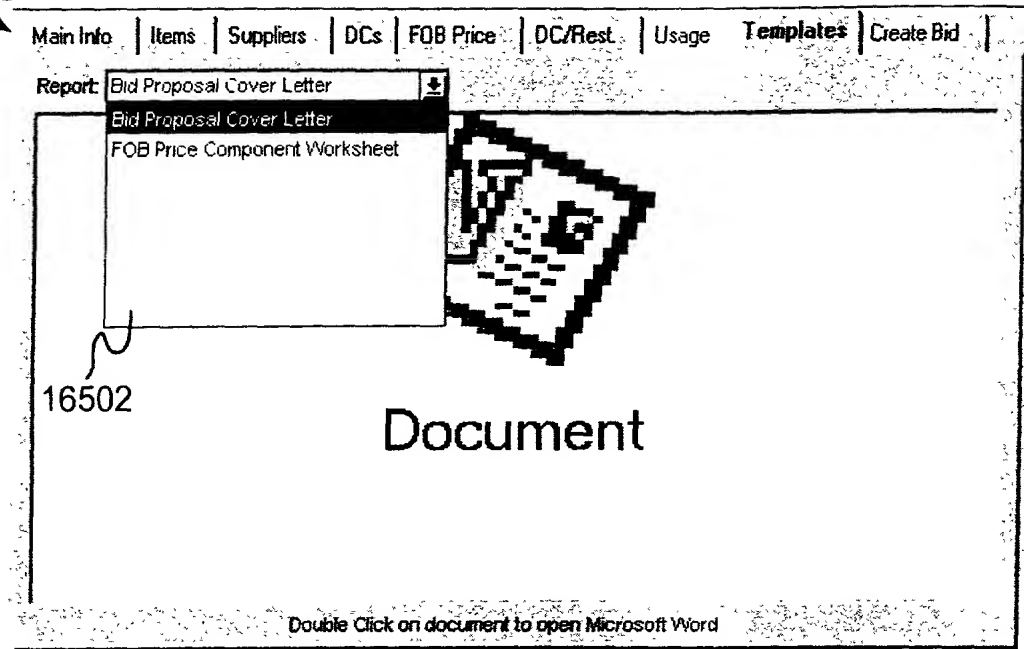 Main Info Items Suppliers DCs FOB Price DC/Rest. Usage Templates Create Bid
Report: Bid Proposal Cover Letter
Bid Proposal Cover Letter
FOB Price Component Worksheet
16502
Document
Double Click on document to open Microsoft Word